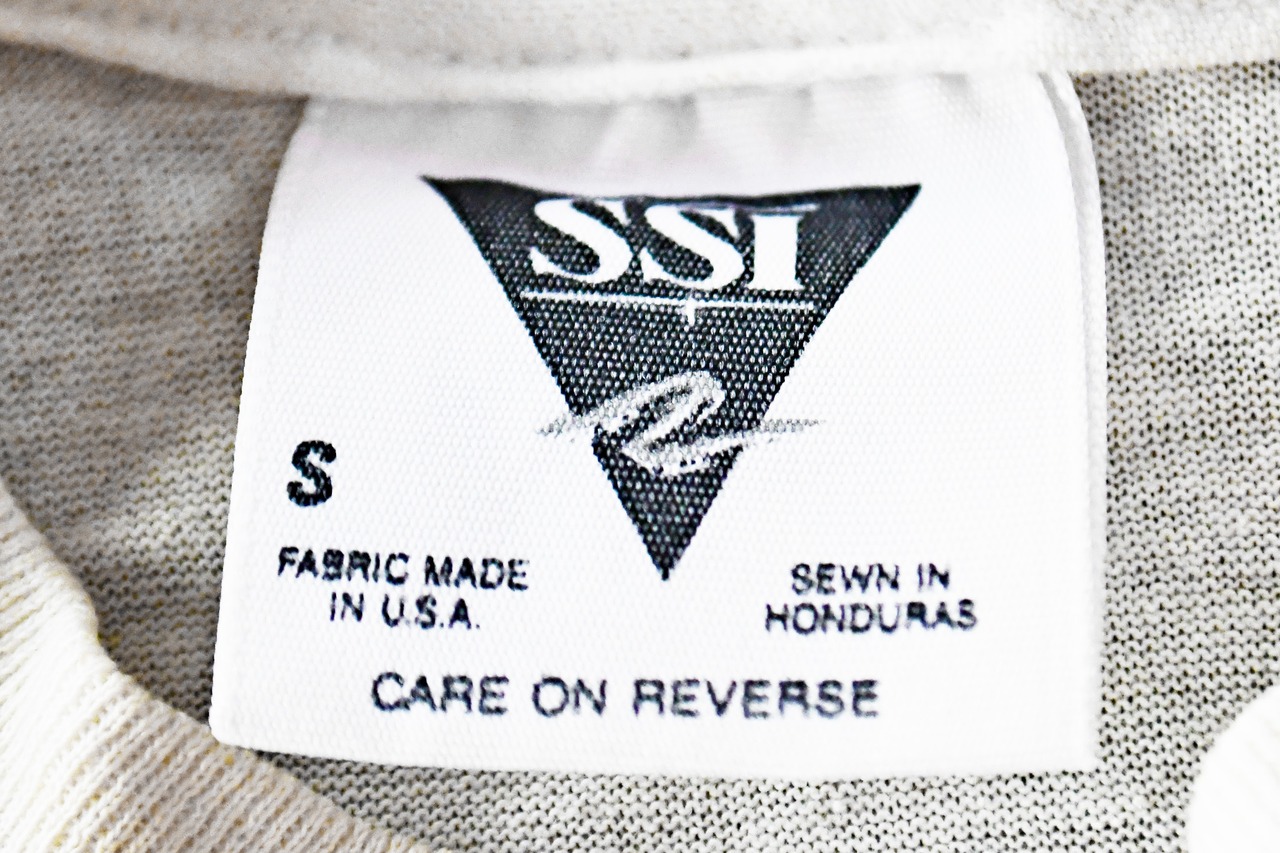 SSI
S
FABRIC MADE
IN U.S.A.
SEWN IN
HONDURAS
CARE ON REVERSE